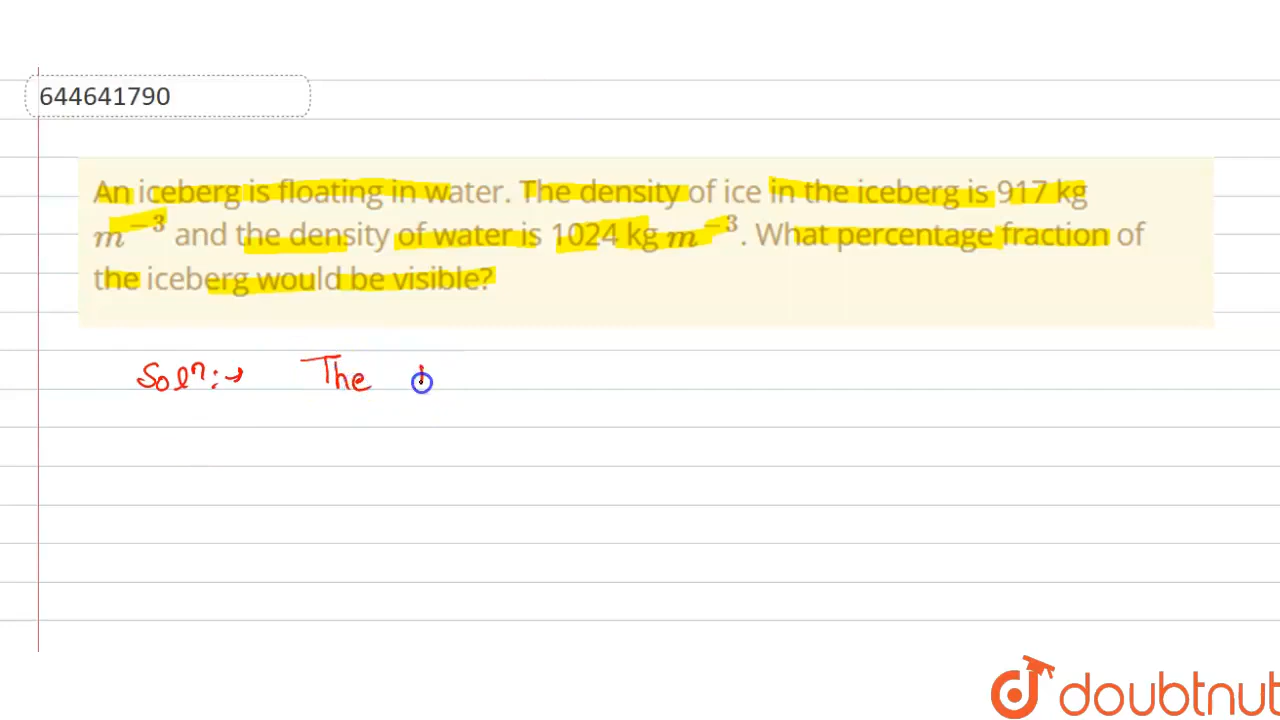 644641790
An iceberg is floating in water. The density of ice in the iceberg is 917 kg
m⁻³ and the density of water is 1024 kg m⁻³. What percentage fraction of
the iceberg would be visible?
Solⁿ:→ The i
doubtnut